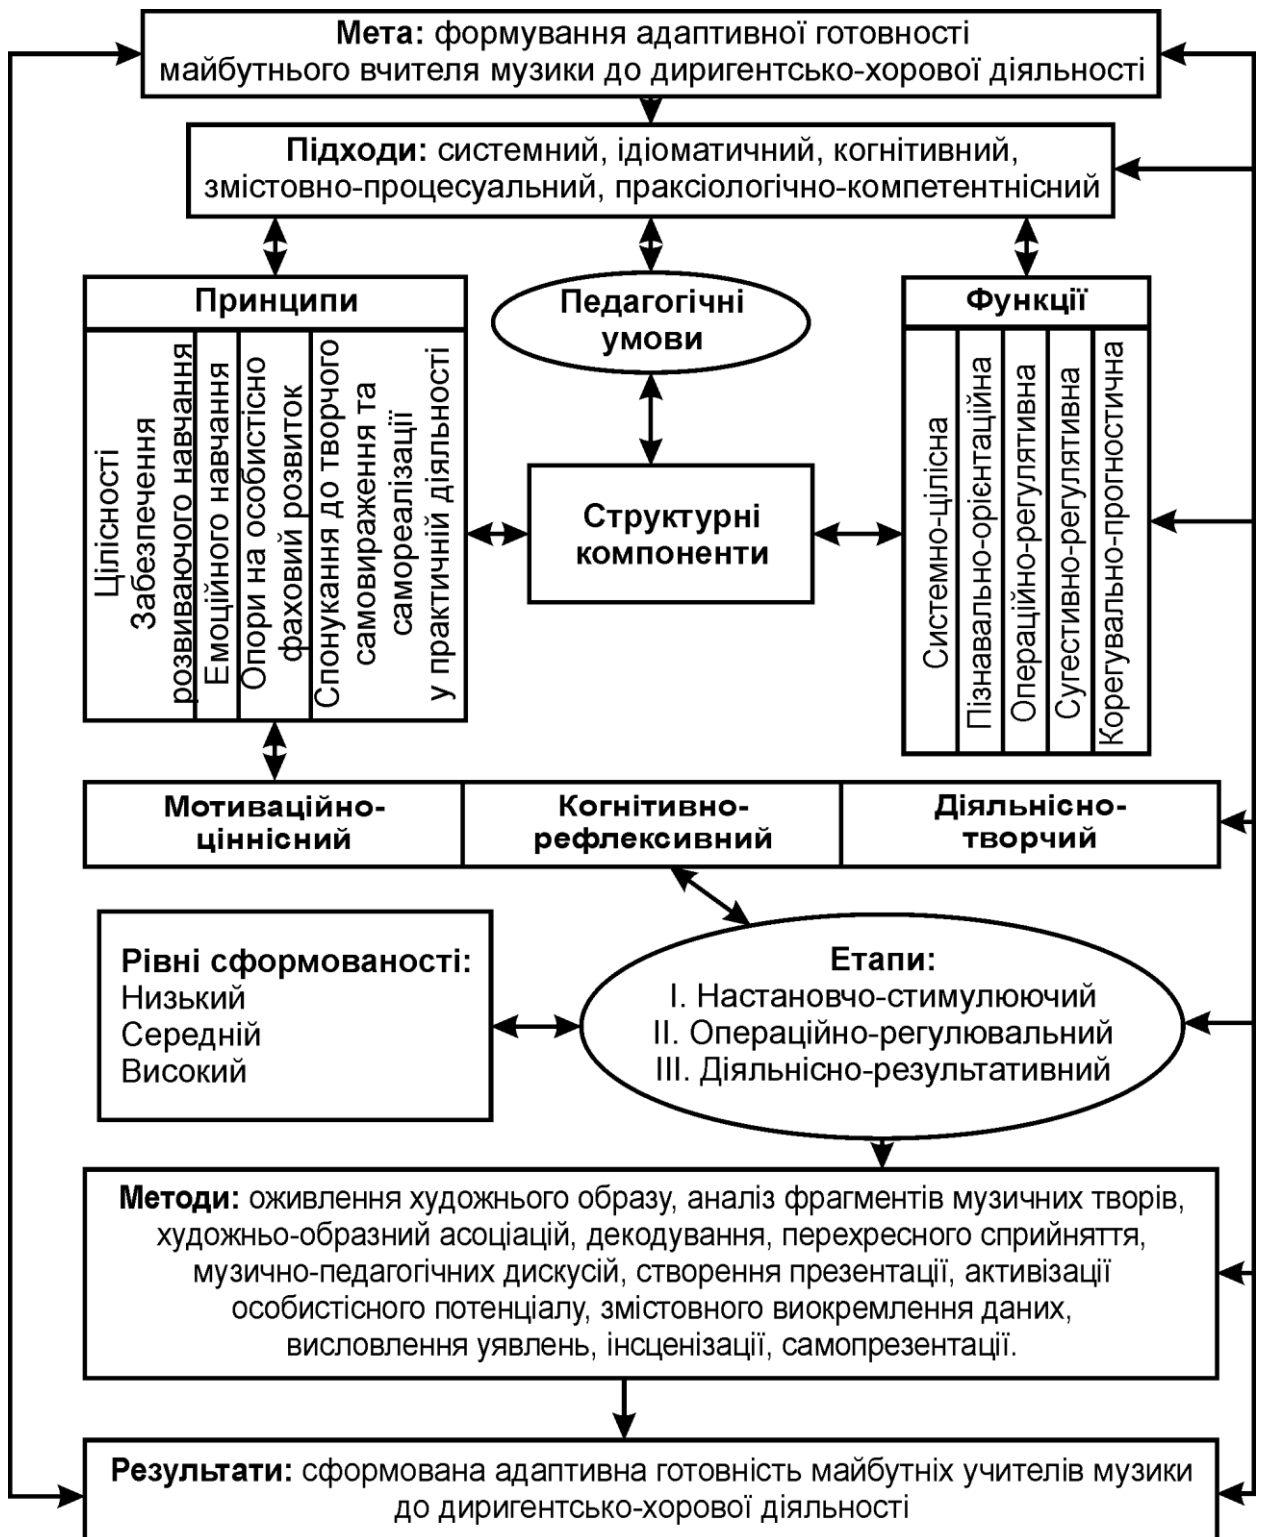 Мета: формування адаптивної готовності
майбутнього вчителя музики до диригентсько-хорової діяльності
Підходи: системний, ідіоматичний, когнітивний,
змістовно-процесуальний, праксіологічно-компетентнісний
Принципи
Цілісності
Забезпечення
розвиваючого навчання
Емоційного навчання
Опори на особистісно
фаховий розвиток
Спонукання до творчого
самовираження та
самореалізації
у практичній діяльності
Педагогічні
умови
Функції
Системно-цілісна
Пізнавально-орієнтаційна
Операційно-регулятивна
Сугестивно-регулятивна
Корегувально-прогностична
Структурні
компоненти
Мотиваційно-
ціннісний
Когнітивно-
рефлексивний
Діяльнісно-
творчий
Рівні сформованості:
Низький
Середній
Високий
Етапи:
I. Настановчо-стимулюючий
II. Операційно-регулювальний
III. Діяльнісно-результативний
Методи: оживлення художнього образу, аналіз фрагментів музичних творів,
художньо-образний асоціацій, декодування, перехресного сприйняття,
музично-педагогічних дискусій, створення презентації, активізації
особистісного потенціалу, змістовного виокремлення даних,
висловлення уявлень, інсценізації, самопрезентації.
Результати: сформована адаптивна готовність майбутніх учителів музики
до диригентсько-хорової діяльності